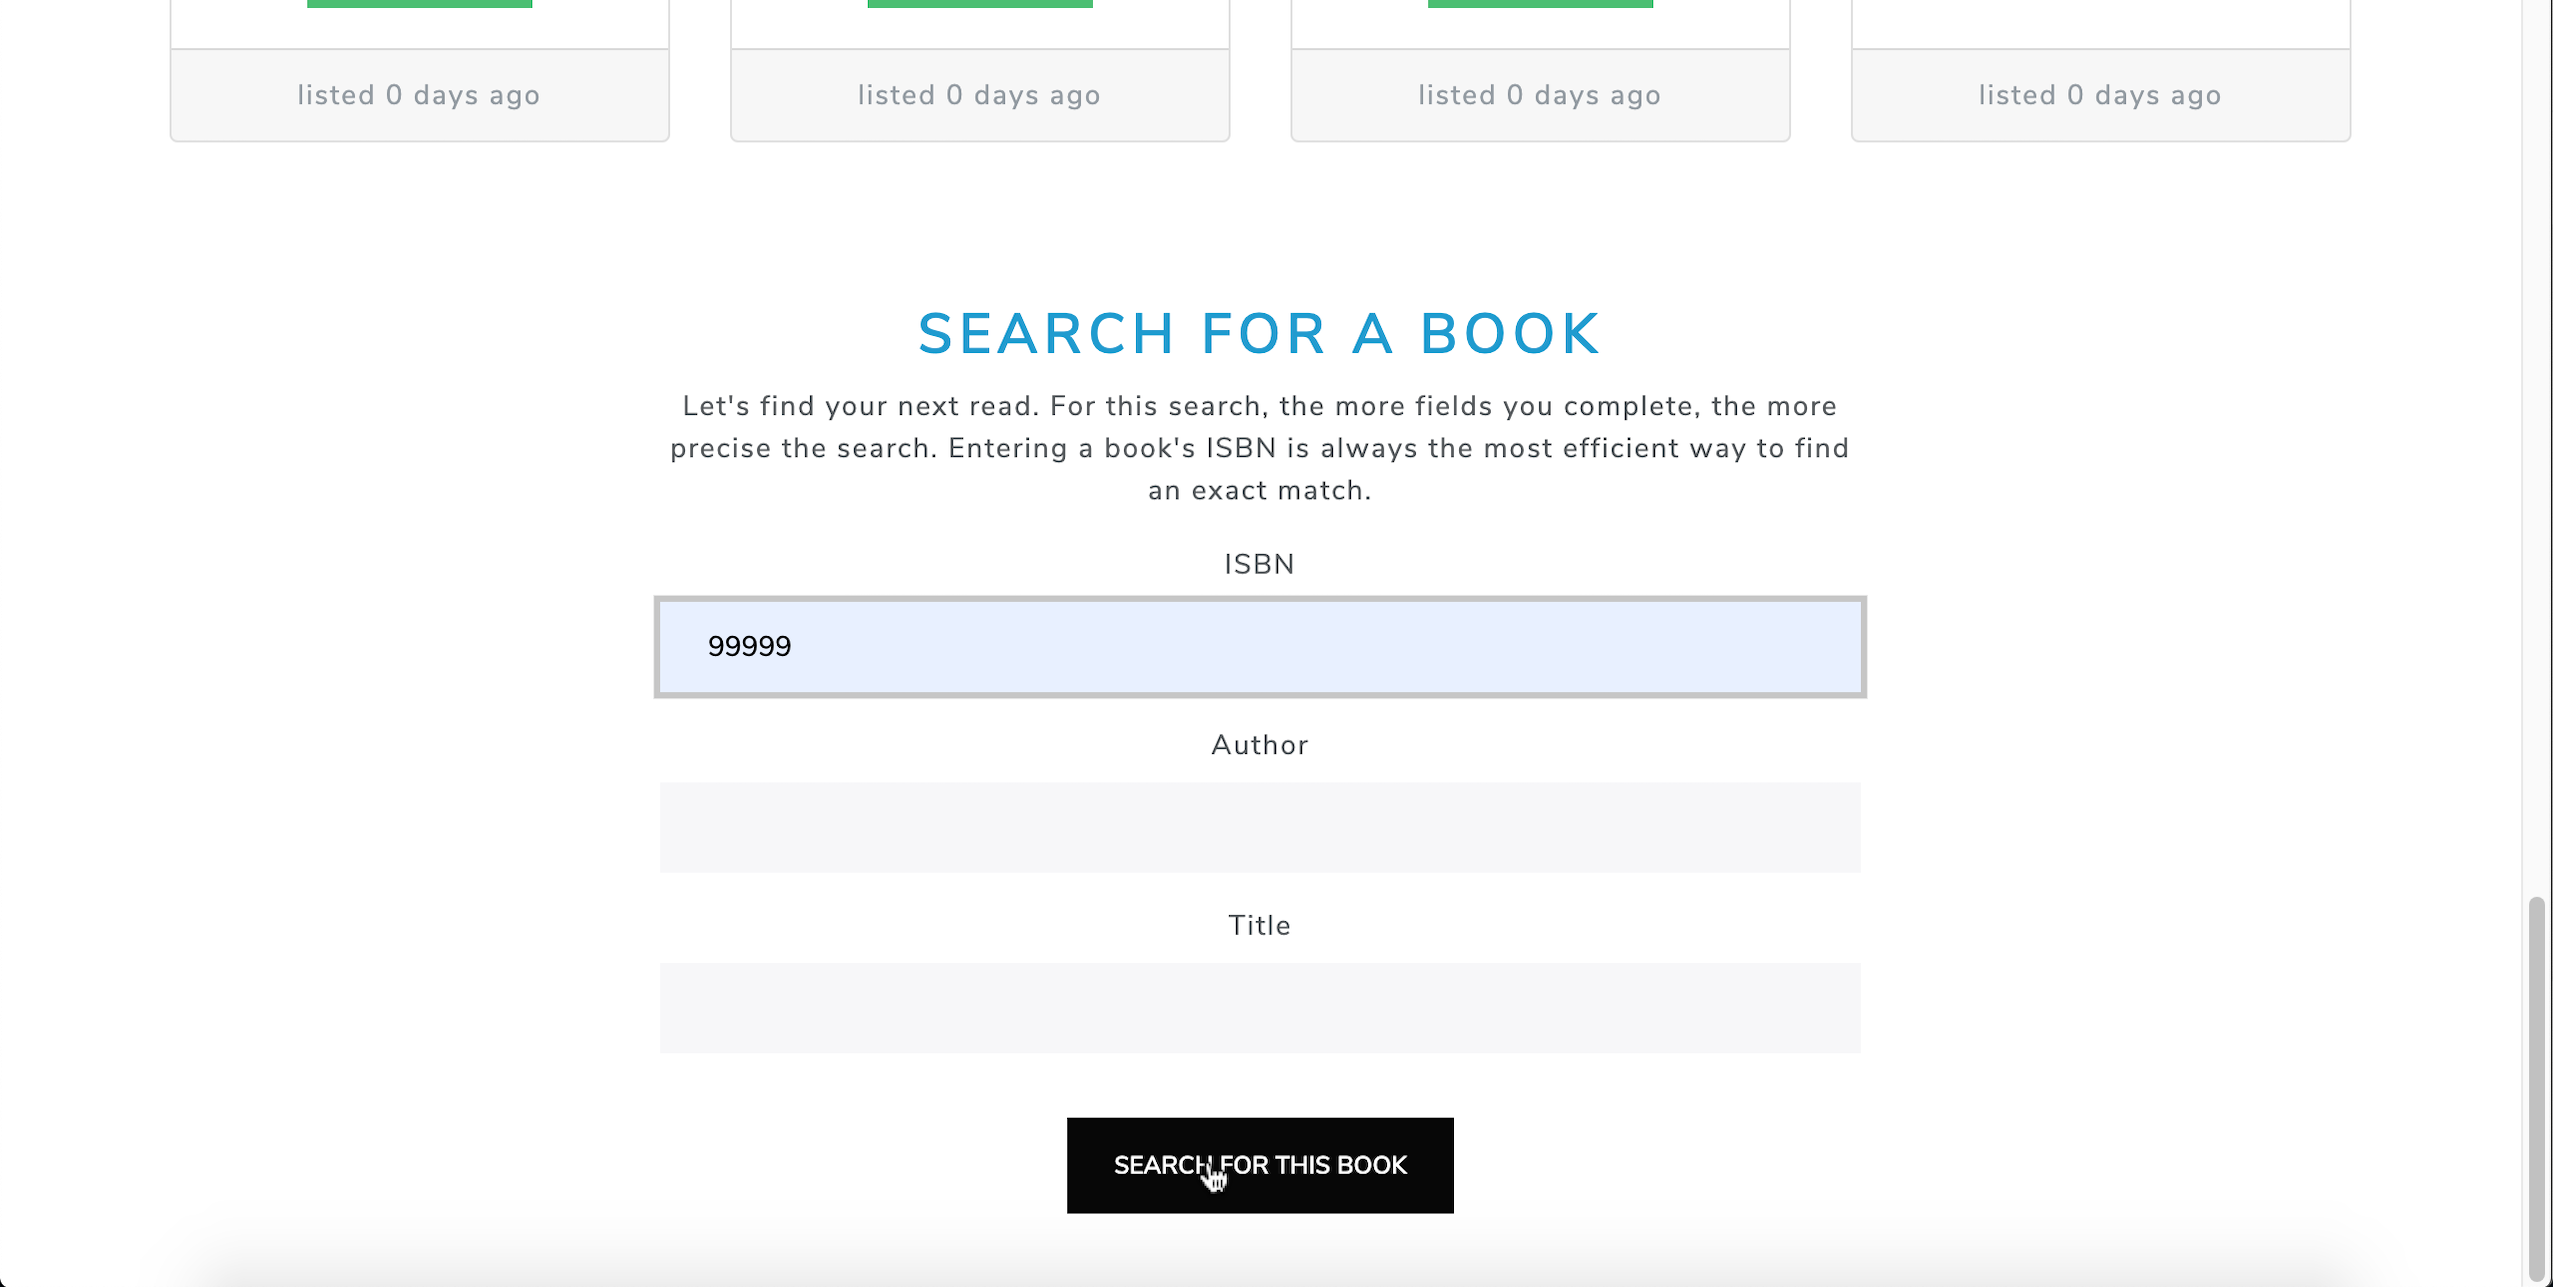 listed 0 days ago
listed 0 days ago
listed 0 days ago
listed 0 days ago
SEARCH FOR A BOOK
Let's find your next read. For this search, the more fields you complete, the more
precise the search. Entering a book's ISBN is always the most efficient way to find
an exact match.
ISBN
99999
Author
Title
SEARCH FOR THIS BOOK